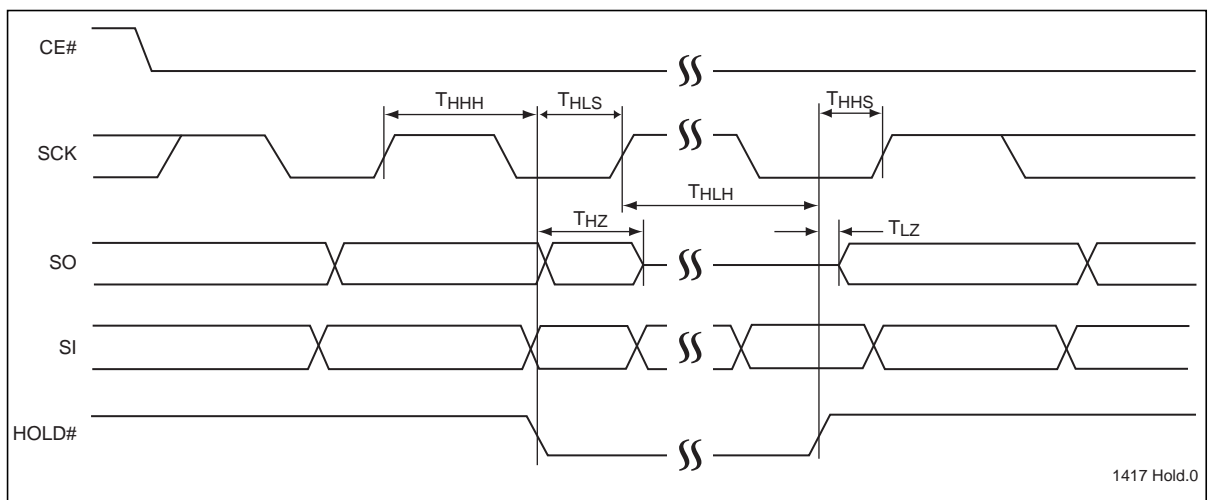 CE#
THHH
THLS
THHS
SCK
THLH
THZ
TLZ
SO
SI
HOLD#
1417 Hold.0